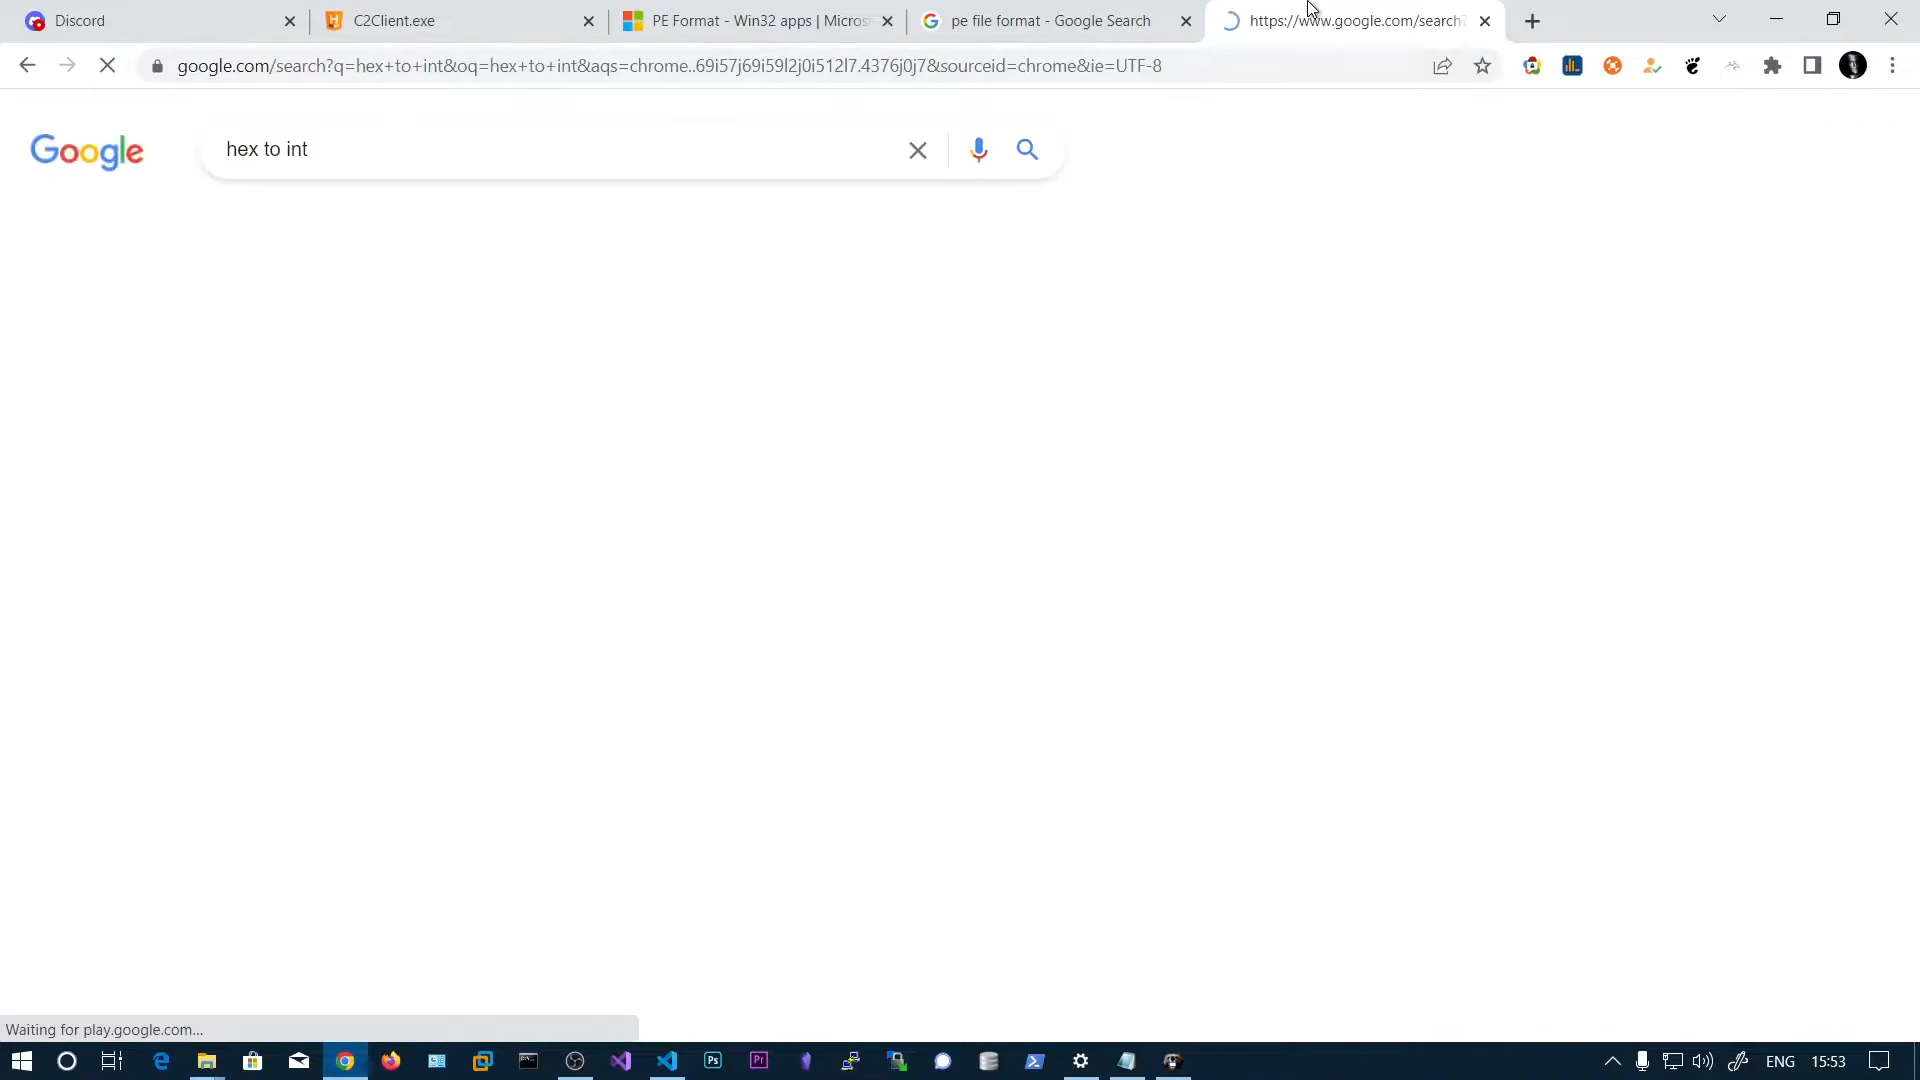 Discord
C2Client.exe
PE Format - Win32 apps | Micros
pe file format - Google Search
https://www.google.com/search?
google.com/search?q=hex+to+int&oq=hex+to+int&aqs=chrome..69i57j69i59l2j0i512l7.4376j0j7&sourceid=chrome&ie=UTF-8
Google
hex to int
Waiting for play.google.com...
Ps
Pr
ENG
15:53